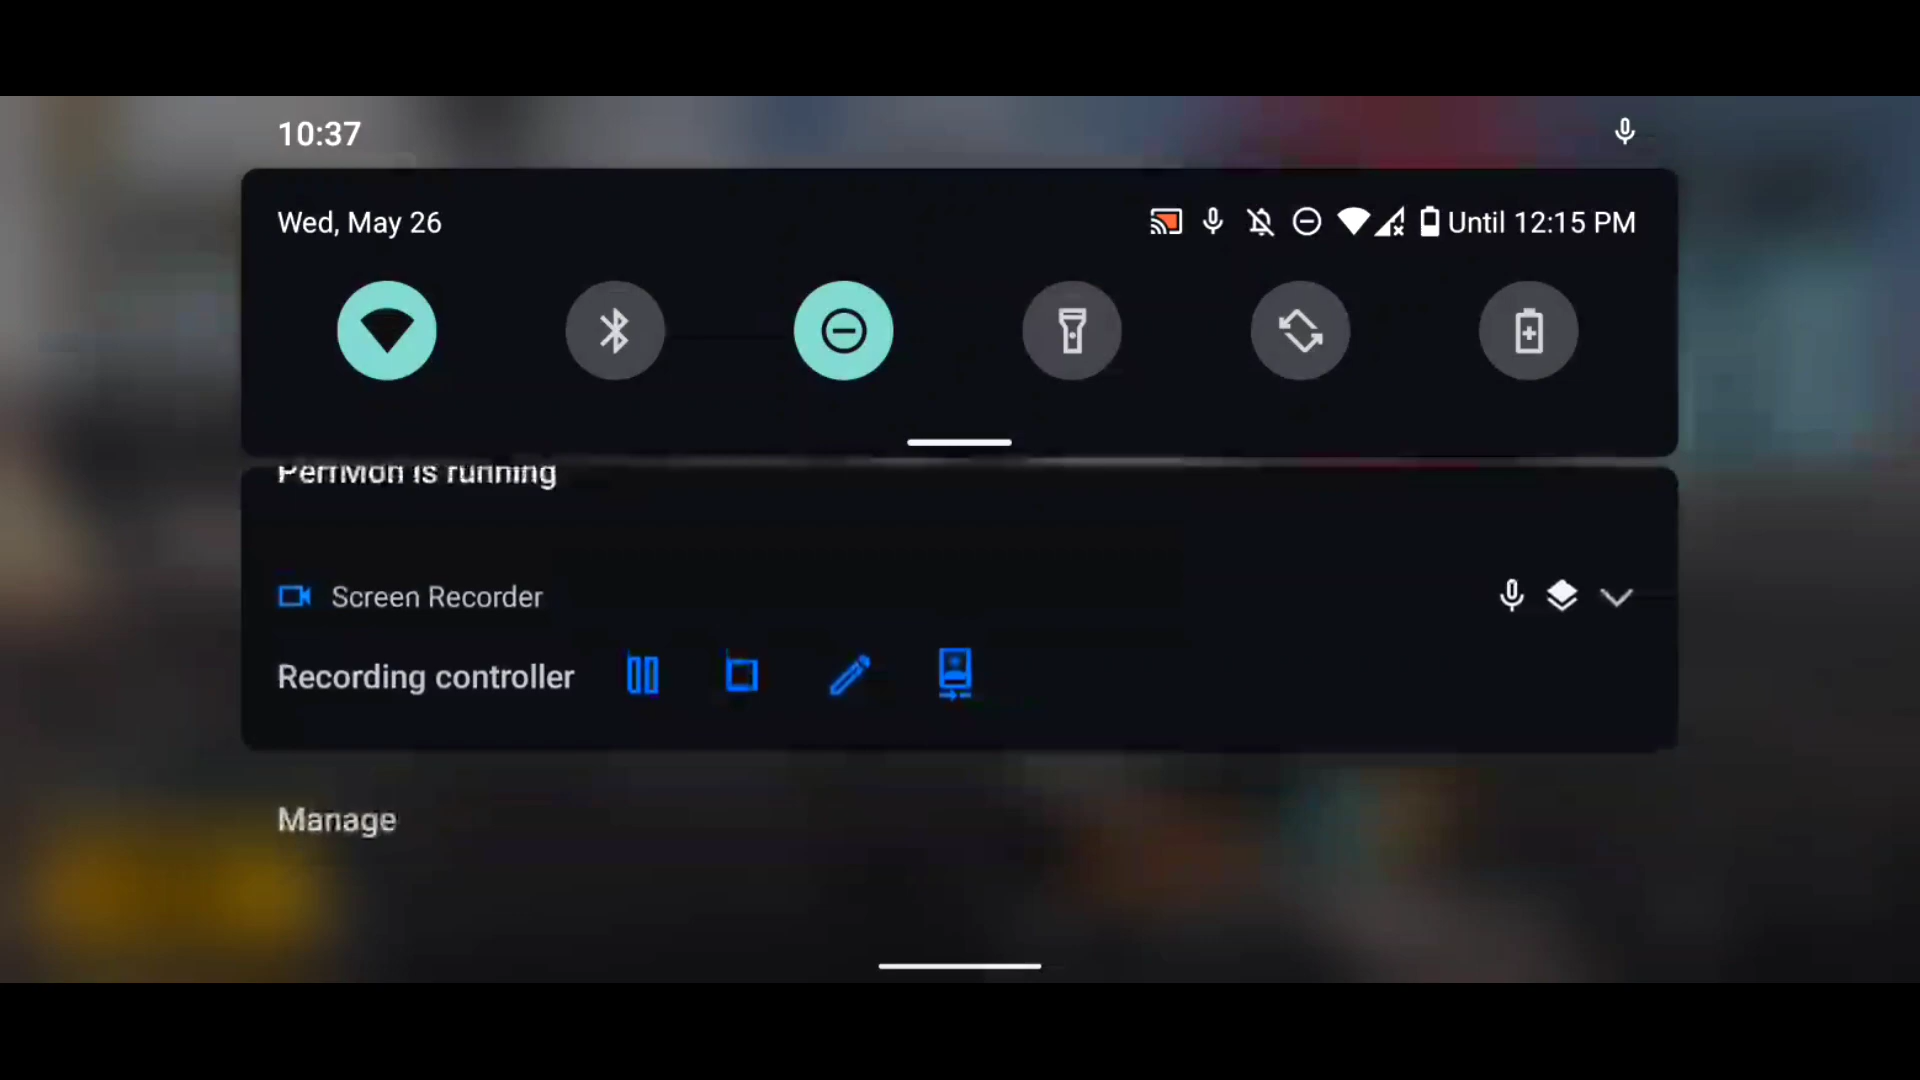 10:37
Wed, May 26
Until 12:15 PM
PerfMon is running
Screen Recorder
Recording controller
Manage